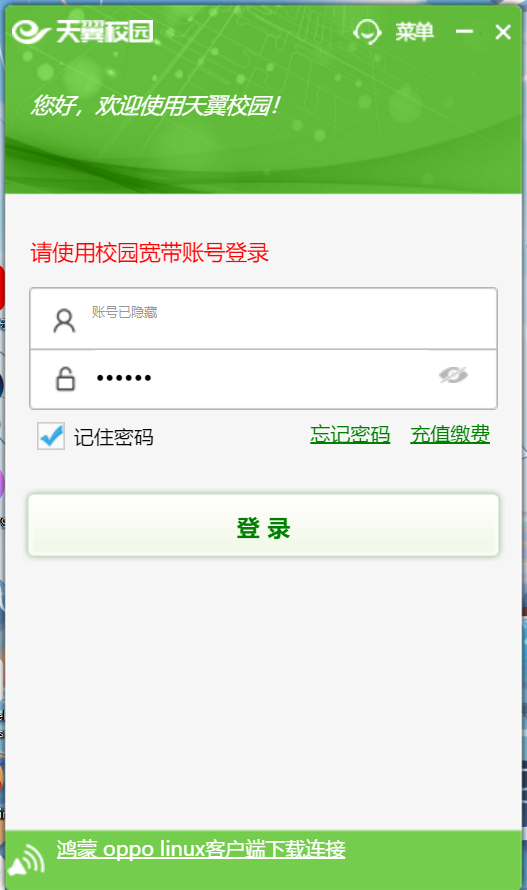 天翼校园
菜单
您好，欢迎使用天翼校园！
请使用校园宽带账号登录
账号已隐藏
••••••
记住密码
忘记密码
充值缴费
登 录
鸿蒙 oppo linux客户端下载连接